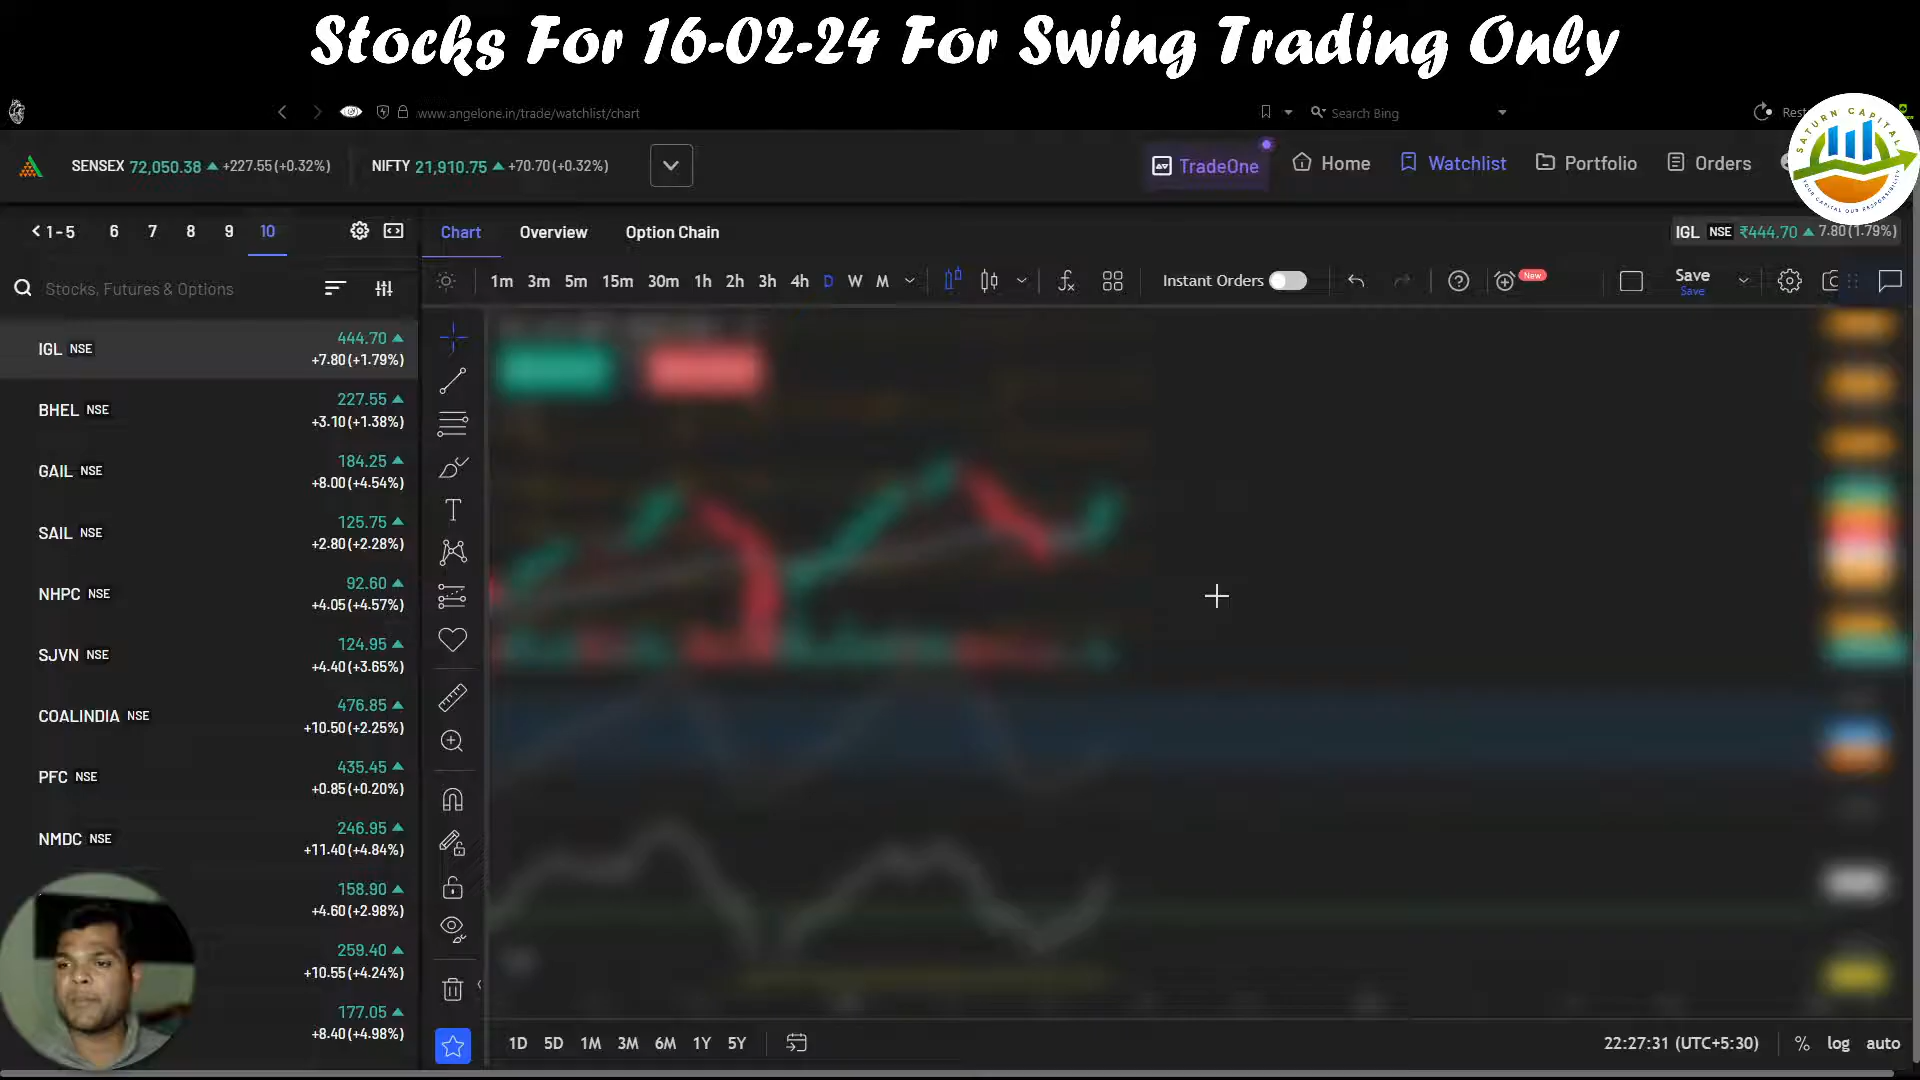 Stocks For 16-02-24 For Swing Trading Only
www.angelone.in/trade/watchlist/chart
Search Bing
SATURN CAPITAL
YOUR CAPITAL OUR RESPONSIBILITY
SENSEX 72,050.38 +227.55 (+0.32%)
NIFTY 21,910.75 +70.70 (+0.32%)
TradeOne
Home
Watchlist
Portfolio
Orders
1-5 6 7 8 9 10
Chart
Overview
Option Chain
IGL NSE ₹444.70 7.80(1.79%)
Stocks, Futures & Options
1m 3m 5m 15m 30m 1h 2h 3h 4h D W M
Instant Orders
New
Save
Save
IGL NSE 444.70
+7.80 (+1.79%)
BHEL NSE 227.55
+3.10 (+1.38%)
GAIL NSE 184.25
+8.00 (+4.54%)
SAIL NSE 125.75
+2.80 (+2.28%)
NHPC NSE 92.60
+4.05 (+4.57%)
SJVN NSE 124.95
+4.40 (+3.65%)
COALINDIA NSE 476.85
+10.50 (+2.25%)
PFC NSE 435.45
+0.85 (+0.20%)
NMDC NSE 246.95
+11.40 (+4.84%)
158.90
+4.60 (+2.98%)
259.40
+10.55 (+4.24%)
177.05
+8.40 (+4.98%)
1D 5D 1M 3M 6M 1Y 5Y
22:27:31 (UTC+5:30)
% log auto